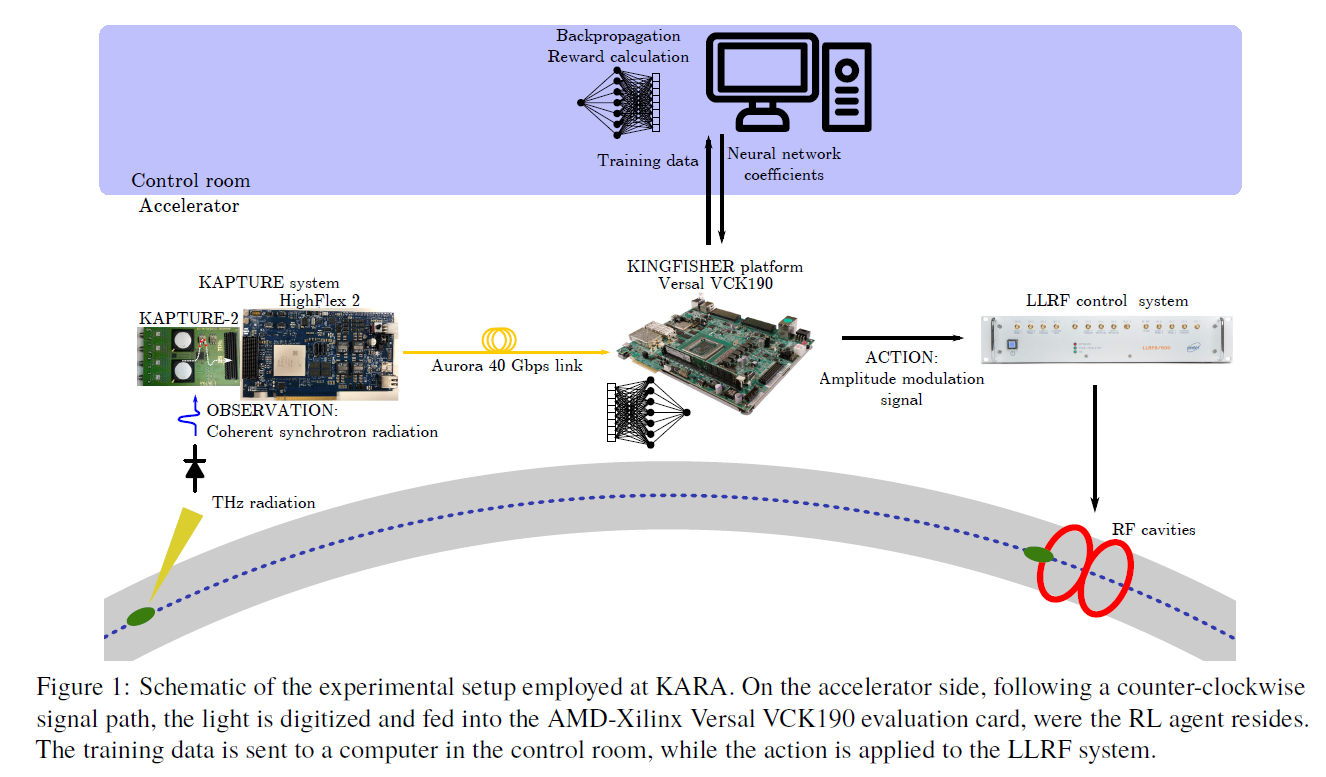 Backpropagation
Reward calculation
Training data
Neural network
coefficients
Control room
Accelerator
KAPTURE system
HighFlex 2
KAPTURE-2
KINGFISHER platform
Versal VCK190
LLRF control system
Aurora 40 Gbps link
ACTION:
Amplitude modulation
signal
OBSERVATION:
Coherent synchrotron radiation
THz radiation
RF cavities
Figure 1: Schematic of the experimental setup employed at KARA. On the accelerator side, following a counter-clockwise
signal path, the light is digitized and fed into the AMD-Xilinx Versal VCK190 evaluation card, were the RL agent resides.
The training data is sent to a computer in the control room, while the action is applied to the LLRF system.